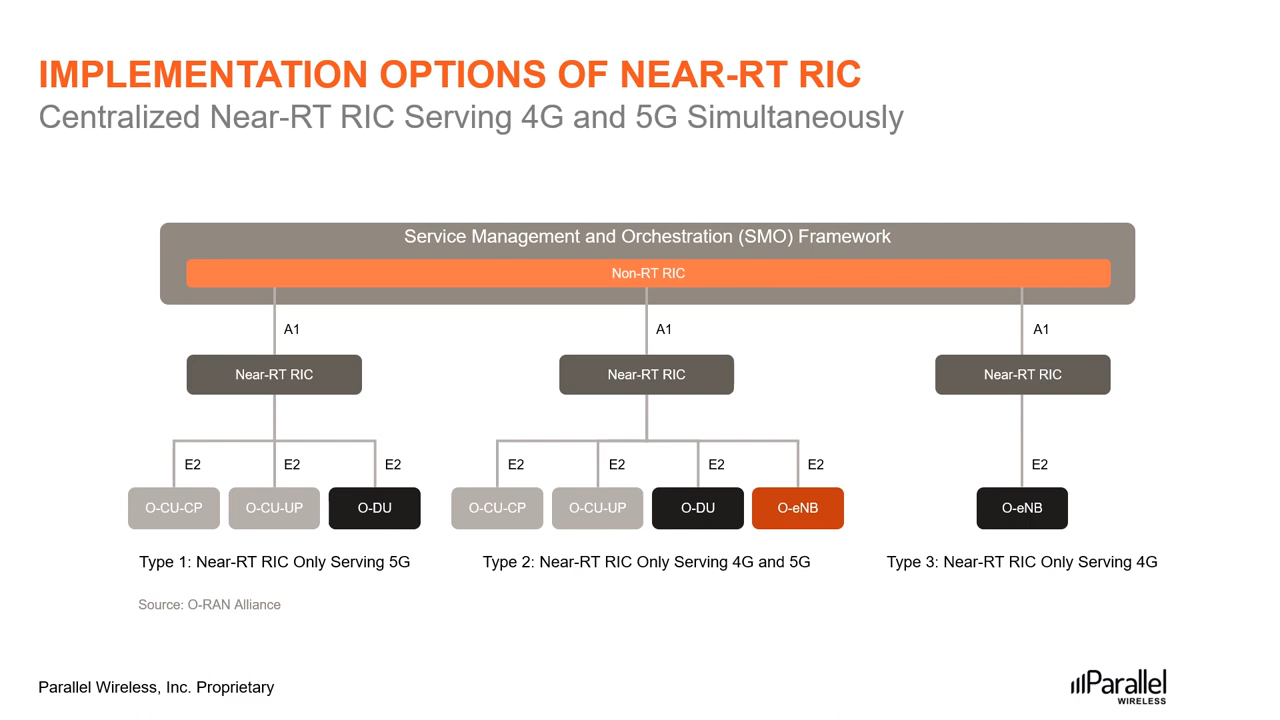 IMPLEMENTATION OPTIONS OF NEAR-RT RIC
Centralized Near-RT RIC Serving 4G and 5G Simultaneously
Service Management and Orchestration (SMO) Framework
Non-RT RIC
A1
A1
A1
Near-RT RIC
Near-RT RIC
Near-RT RIC
E2
E2
E2
E2
E2
E2
E2
E2
O-CU-CP
O-CU-UP
O-DU
O-CU-CP
O-CU-UP
O-DU
O-eNB
O-eNB
Type 1: Near-RT RIC Only Serving 5G
Type 2: Near-RT RIC Only Serving 4G and 5G
Type 3: Near-RT RIC Only Serving 4G
Source: O-RAN Alliance
Parallel Wireless, Inc. Proprietary
Parallel
WIRELESS